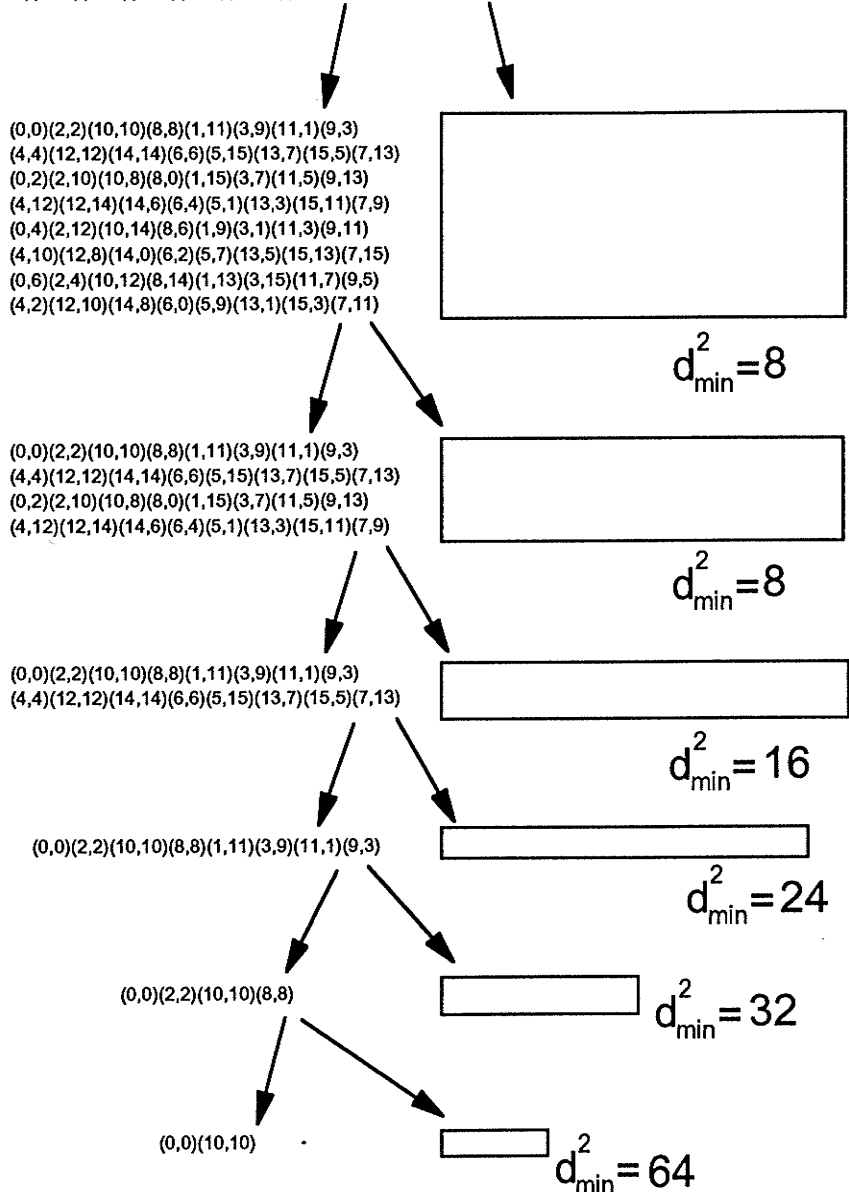 (0,0)(2,2)(10,10)(8,8)(1,11)(3,9)(11,1)(9,3)
(4,4)(12,12)(14,14)(6,6)(5,15)(13,7)(15,5)(7,13)
(0,2)(2,10)(10,8)(8,0)(1,15)(3,7)(11,5)(9,13)
(4,12)(12,14)(14,6)(6,4)(5,1)(13,3)(15,11)(7,9)
(0,4)(2,12)(10,14)(8,6)(1,9)(3,1)(11,3)(9,11)
(4,10)(12,8)(14,0)(6,2)(5,7)(13,5)(15,13)(7,15)
(0,6)(2,4)(10,12)(8,14)(1,13)(3,15)(11,7)(9,5)
(4,2)(12,10)(14,8)(6,0)(5,9)(13,1)(15,3)(7,11)
d²min=8
(0,0)(2,2)(10,10)(8,8)(1,11)(3,9)(11,1)(9,3)
(4,4)(12,12)(14,14)(6,6)(5,15)(13,7)(15,5)(7,13)
(0,2)(2,10)(10,8)(8,0)(1,15)(3,7)(11,5)(9,13)
(4,12)(12,14)(14,6)(6,4)(5,1)(13,3)(15,11)(7,9)
d²min=8
(0,0)(2,2)(10,10)(8,8)(1,11)(3,9)(11,1)(9,3)
(4,4)(12,12)(14,14)(6,6)(5,15)(13,7)(15,5)(7,13)
d²min=16
(0,0)(2,2)(10,10)(8,8)(1,11)(3,9)(11,1)(9,3)
d²min=24
(0,0)(2,2)(10,10)(8,8)
d²min=32
(0,0)(10,10)
d²min=64